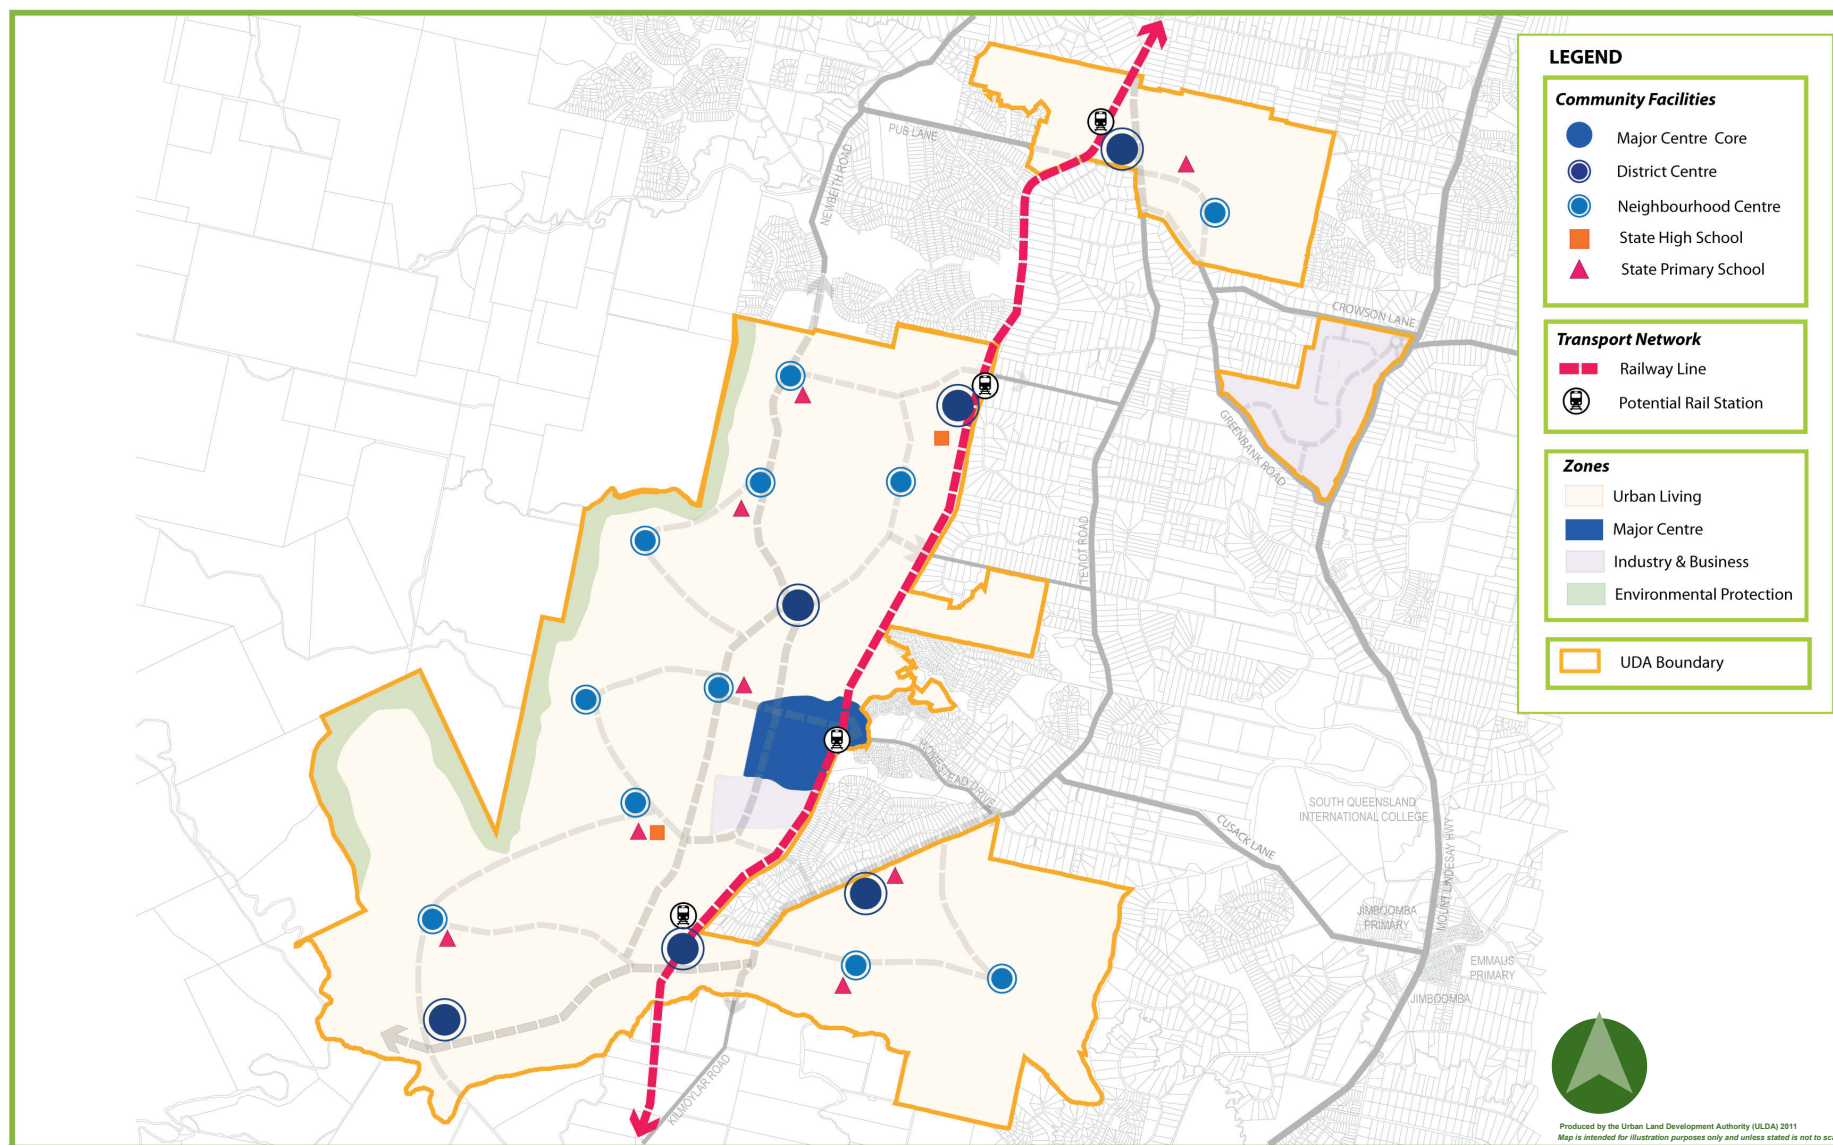 LEGEND
Community Facilities
Major Centre Core
District Centre
Neighbourhood Centre
State High School
State Primary School
Transport Network
Railway Line
Potential Rail Station
Zones
Urban Living
Major Centre
Industry & Business
Environmental Protection
UDA Boundary
PUB LANE
NEWBEITH ROAD
CROWSON LANE
GREENBANK ROAD
TEVIOT ROAD
HOMESTEAD DRIVE
SOUTH QUEENSLAND
INTERNATIONAL COLLEGE
CUSACK LANE
MOUNT LINDESAY HWY
JIMBOOMBA
PRIMARY
EMMAUS
PRIMARY
JIMBOOMBA
KILMOYLAR ROAD
Produced by the Urban Land Development Authority (ULDA) 2011
Map is intended for illustration purposes only and unless stated is not to sc